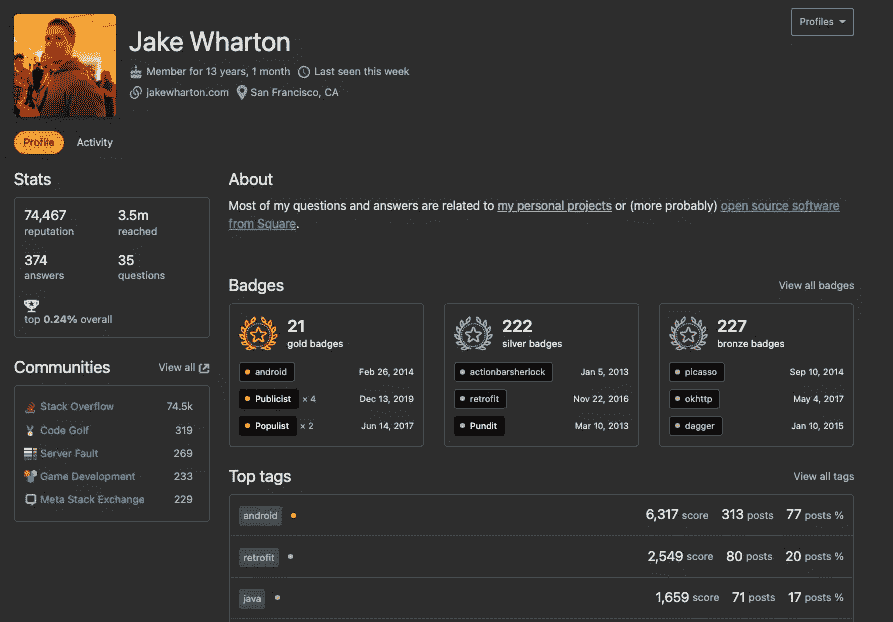 Jake Wharton
Profiles
Member for 13 years, 1 month Last seen this week
jakewharton.com San Francisco, CA
Profile Activity
Stats
74,467 3.5m
reputation reached
374 35
answers questions
top 0.24% overall
Communities View all
Stack Overflow 74.5k
Code Golf 319
Server Fault 269
Game Development 233
Meta Stack Exchange 229
About
Most of my questions and answers are related to my personal projects or (more probably) open source software
from Square.
Badges View all badges
21
gold badges
android Feb 26, 2014
Publicist × 4 Dec 13, 2019
Populist × 2 Jun 14, 2017
222
silver badges
actionbarsherlock Jan 5, 2013
retrofit Nov 22, 2016
Pundit Mar 10, 2013
227
bronze badges
picasso Sep 10, 2014
okhttp May 4, 2017
dagger Jan 10, 2015
Top tags View all tags
android 6,317 score 313 posts 77 posts %
retrofit 2,549 score 80 posts 20 posts %
java 1,659 score 71 posts 17 posts %